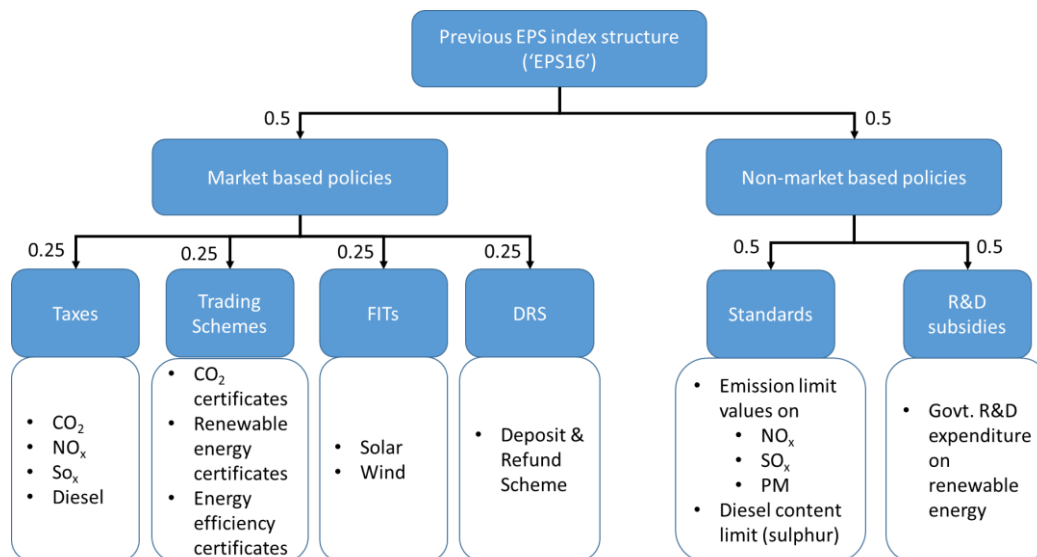 Previous EPS index structure
('EPS16')
0.5
0.5
Market based policies
Non-market based policies
0.25
0.25
0.25
0.25
0.5
0.5
Taxes
Trading
Schemes
FITs
DRS
Standards
R&D
subsidies
• CO₂
• NOₓ
• Soₓ
• Diesel
• CO₂
certificates
• Renewable
energy
certificates
• Energy
efficiency
certificates
• Solar
• Wind
• Deposit &
Refund
Scheme
• Emission limit
values on
• NOₓ
• SOₓ
• PM
• Diesel content
limit (sulphur)
• Govt. R&D
expenditure
on
renewable
energy